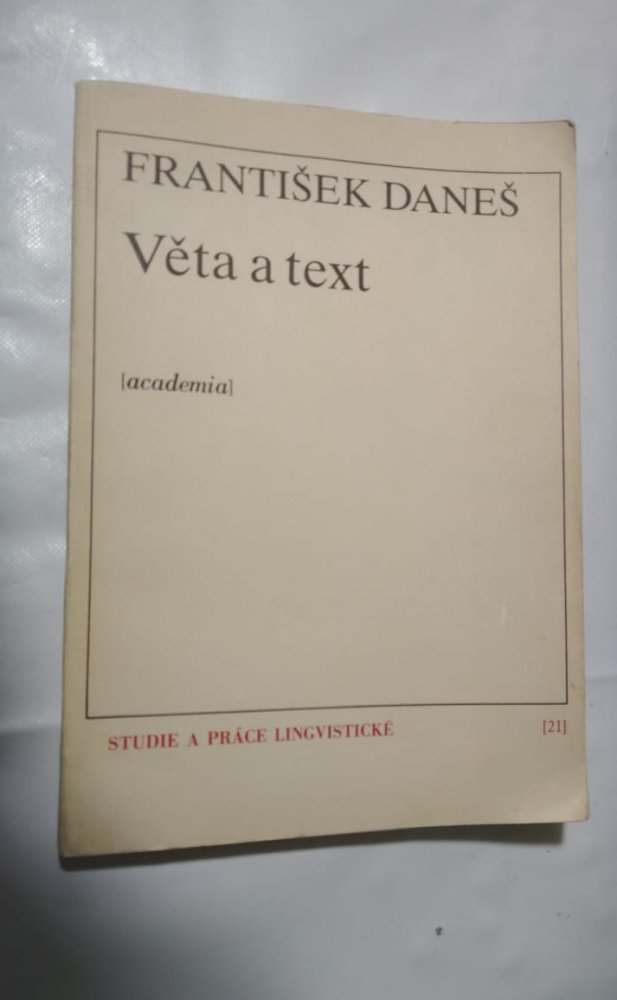 FRANTIŠEK DANEŠ
Věta a text
[academia]
STUDIE A PRÁCE LINGVISTICKÉ [21]